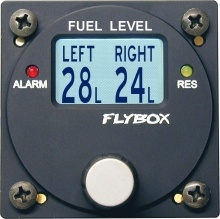 FUEL LEVEL
LEFT RIGHT
28L 24L
ALARM RES
FLYBOX